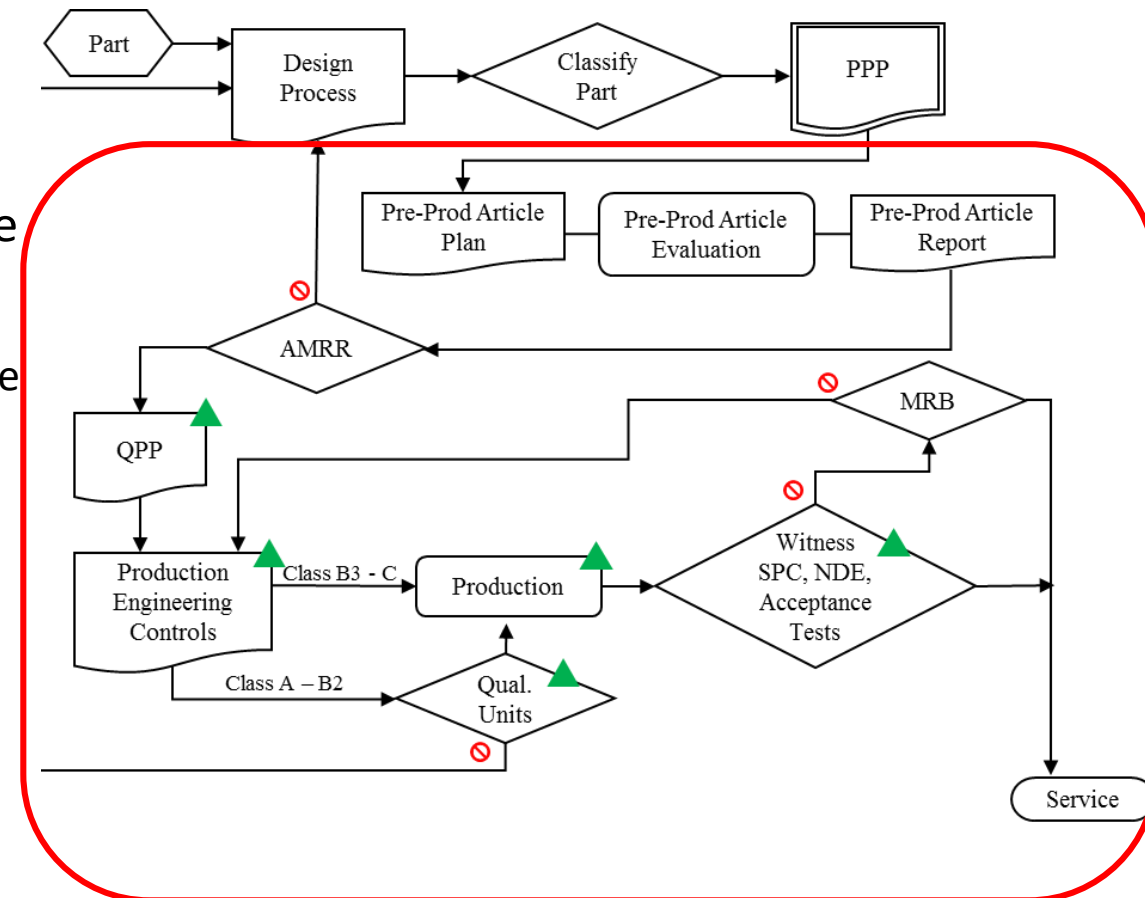 Part
Design
Process
Classify
Part
PPP
Pre-Prod Article
Plan
Pre-Prod Article
Evaluation
Pre-Prod Article
Report
e
AMRR
e
MRB
QPP
Witness
SPC, NDE,
Acceptance
Tests
Production
Engineering
Controls
Class B3 - C
Production
Class A – B2
Qual.
Units
Service